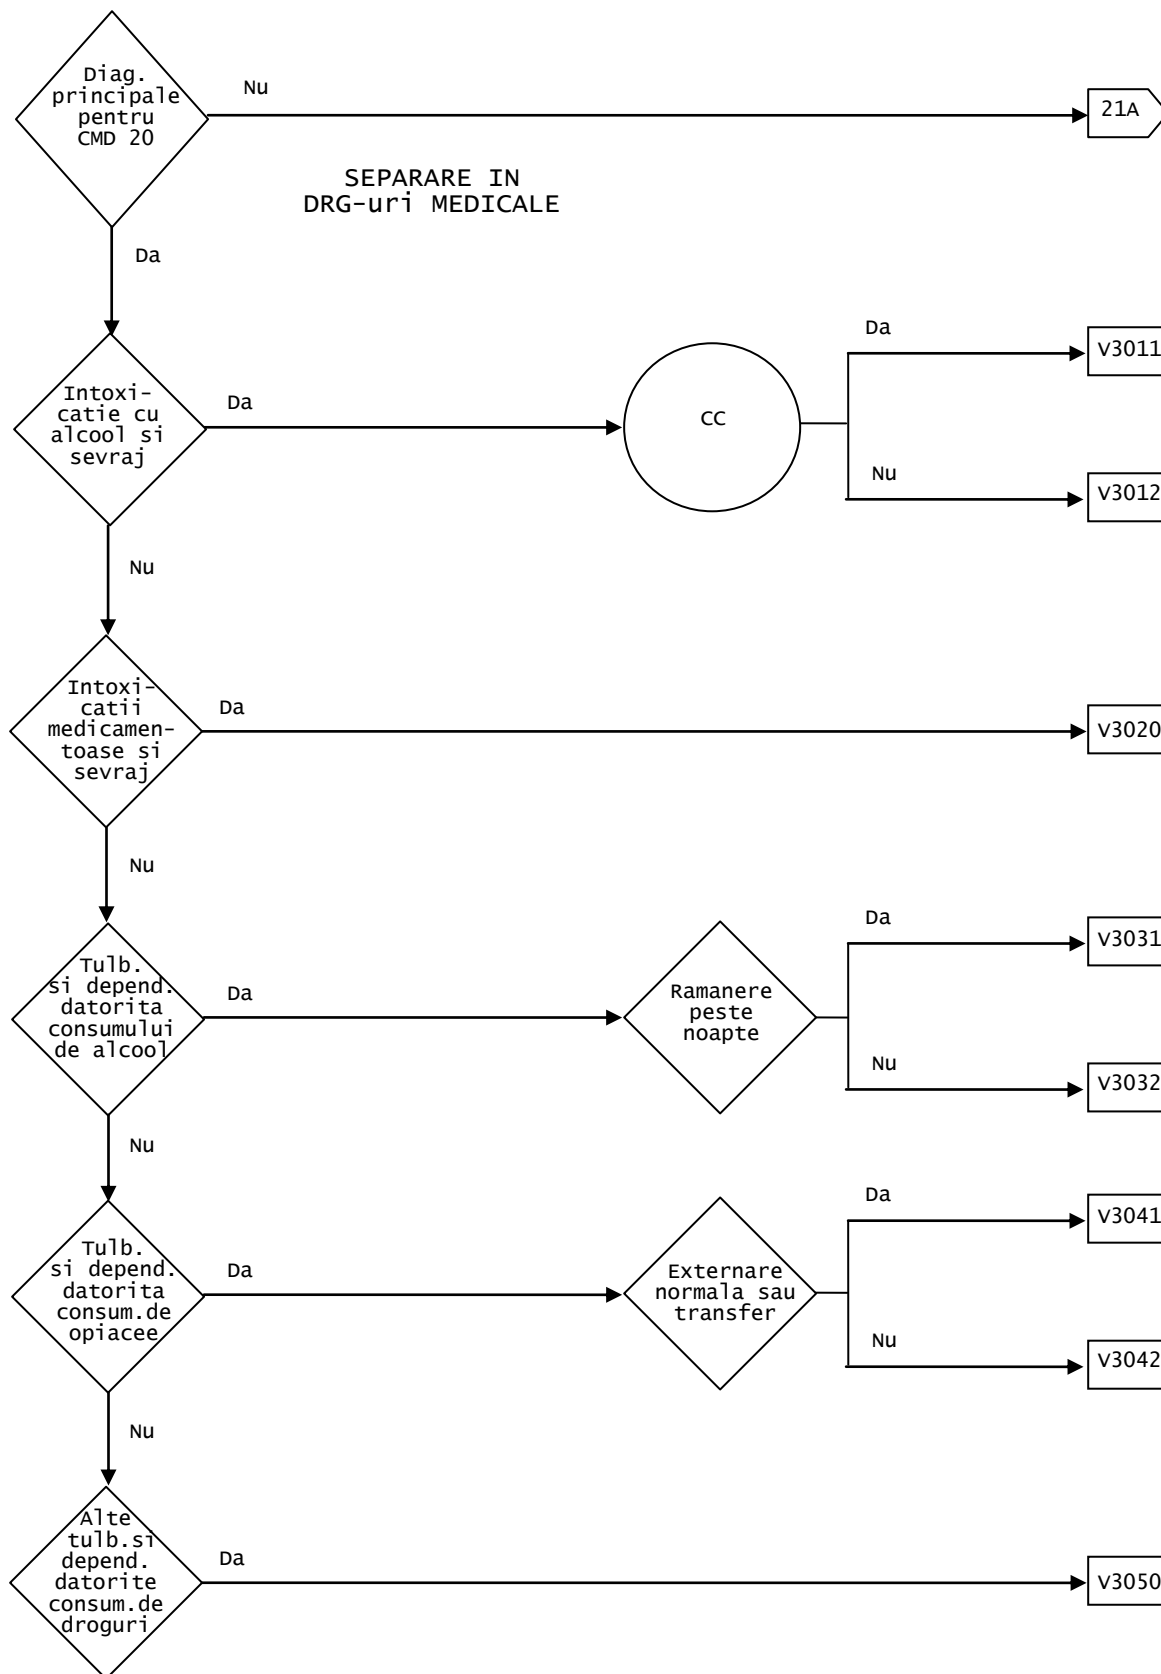 Diag.
principale
pentru
CMD 20
Nu
21A
SEPARARE IN
DRG-uri MEDICALE
Da
Intoxi-
catie cu
alcool si
sevraj
Da
CC
Da
V3011
Nu
V3012
Nu
Intoxi-
catii
medicamen-
toase si
sevraj
Da
V3020
Nu
Tulb.
si depend.
datorita
consumului
de alcool
Da
Ramanere
peste
noapte
Da
V3031
Nu
V3032
Nu
Tulb.
si depend.
datorita
consum.de
opiacee
Da
Externare
normala sau
transfer
Da
V3041
Nu
V3042
Nu
Alte
tulb.si
depend.
datorite
consum.de
droguri
Da
V3050